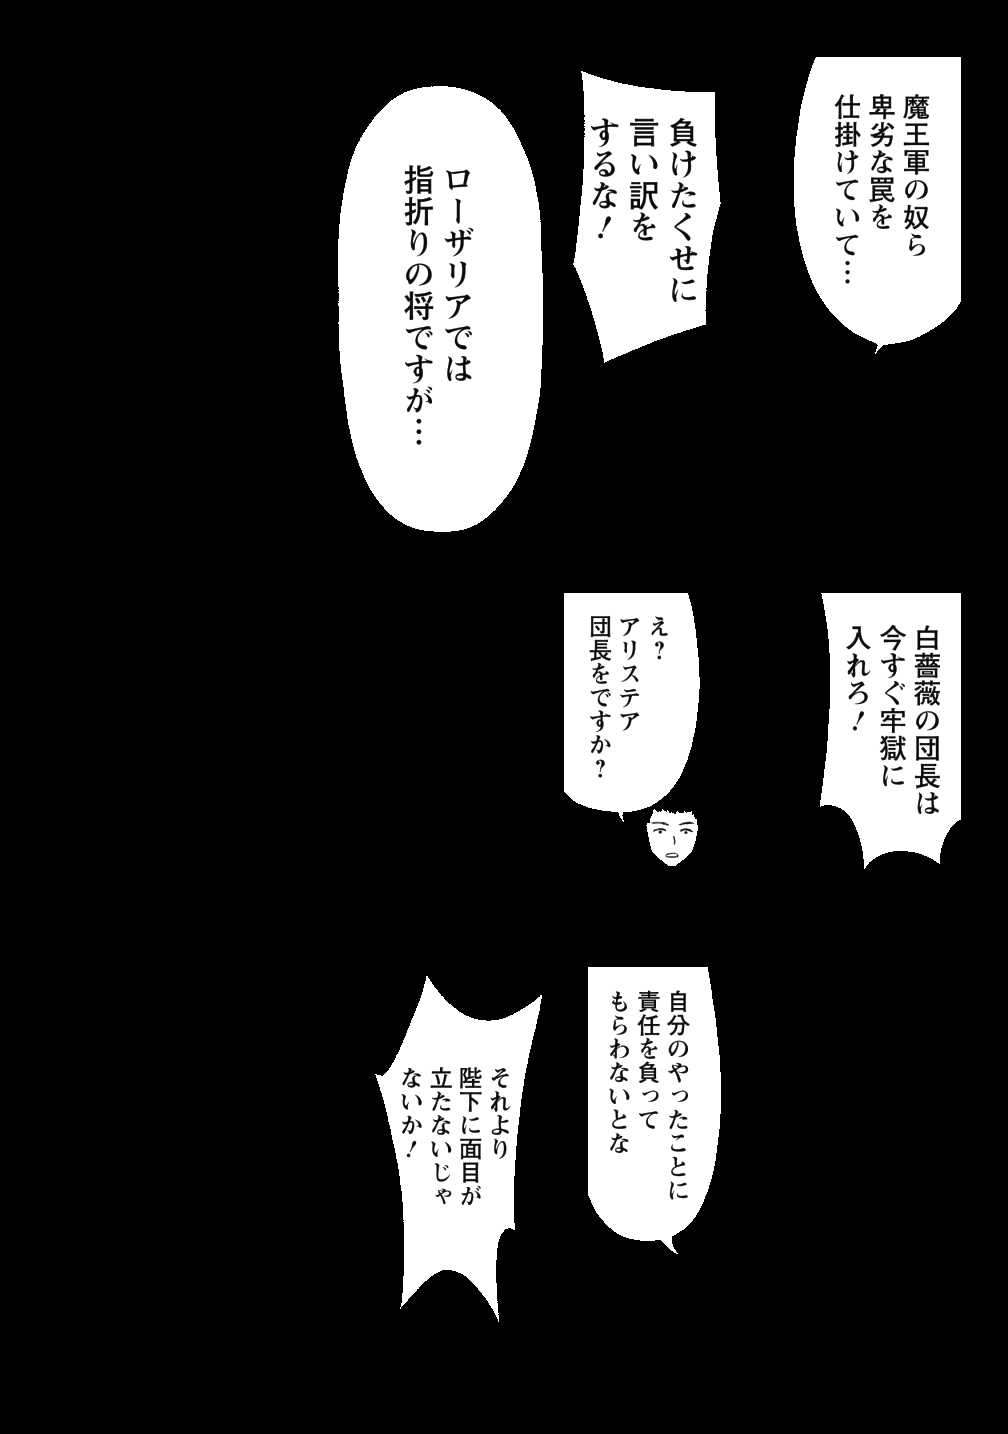 魔王軍の奴ら
卑劣な罠を
仕掛けていて…
負けたくせに
言い訳を
するな！
ローザリアでは
指折りの将ですが…
白薔薇の団長は
今すぐ牢獄に
入れろ！
え？
アリステア
団長をですか？
自分のやったことに
責任を負って
もらわないとな
それより
陛下に面目が
立たないじゃ
ないか！